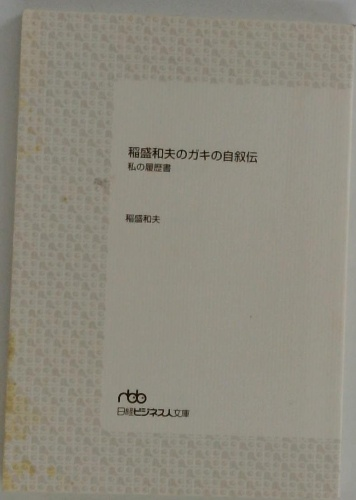 稲盛和夫のガキの自叙伝
私の履歴書
稲盛和夫
nbb
日経ビジネス人文庫